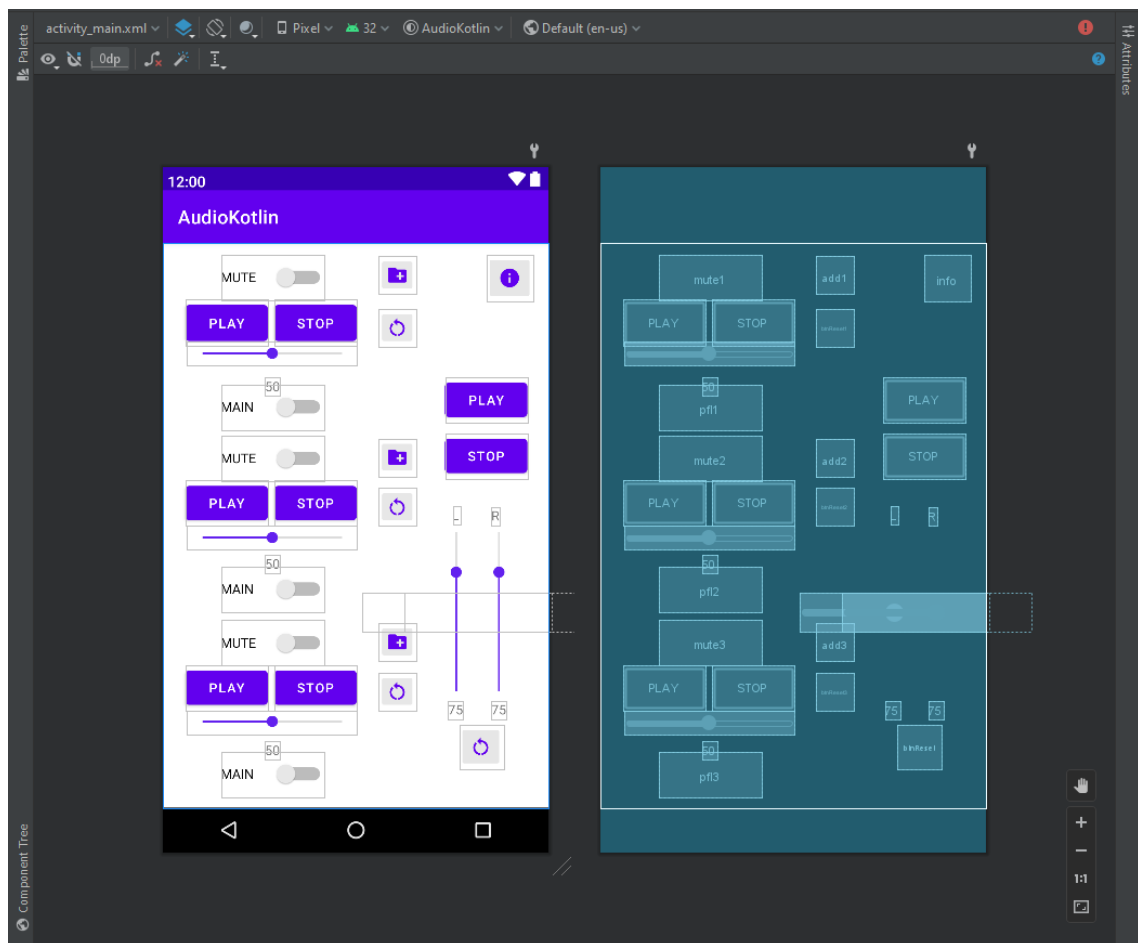 activity_main.xml Pixel 32 AudioKotlin Default (en-us)
Palette
0dp
Attributes
12:00
AudioKotlin
MUTE
PLAY STOP
50
MAIN
PLAY
MUTE
STOP
PLAY STOP
L R
50
MAIN
MUTE
PLAY STOP
75 75
50
MAIN
mute1 add1 info
PLAY STOP btnReset1
50
pfl1 PLAY
mute2 add2 STOP
PLAY STOP btnReset2
L R
50
pfl2
mute3 add3
PLAY STOP btnReset3
75 75
50 btnReset
pfl3
Component Tree
1:1